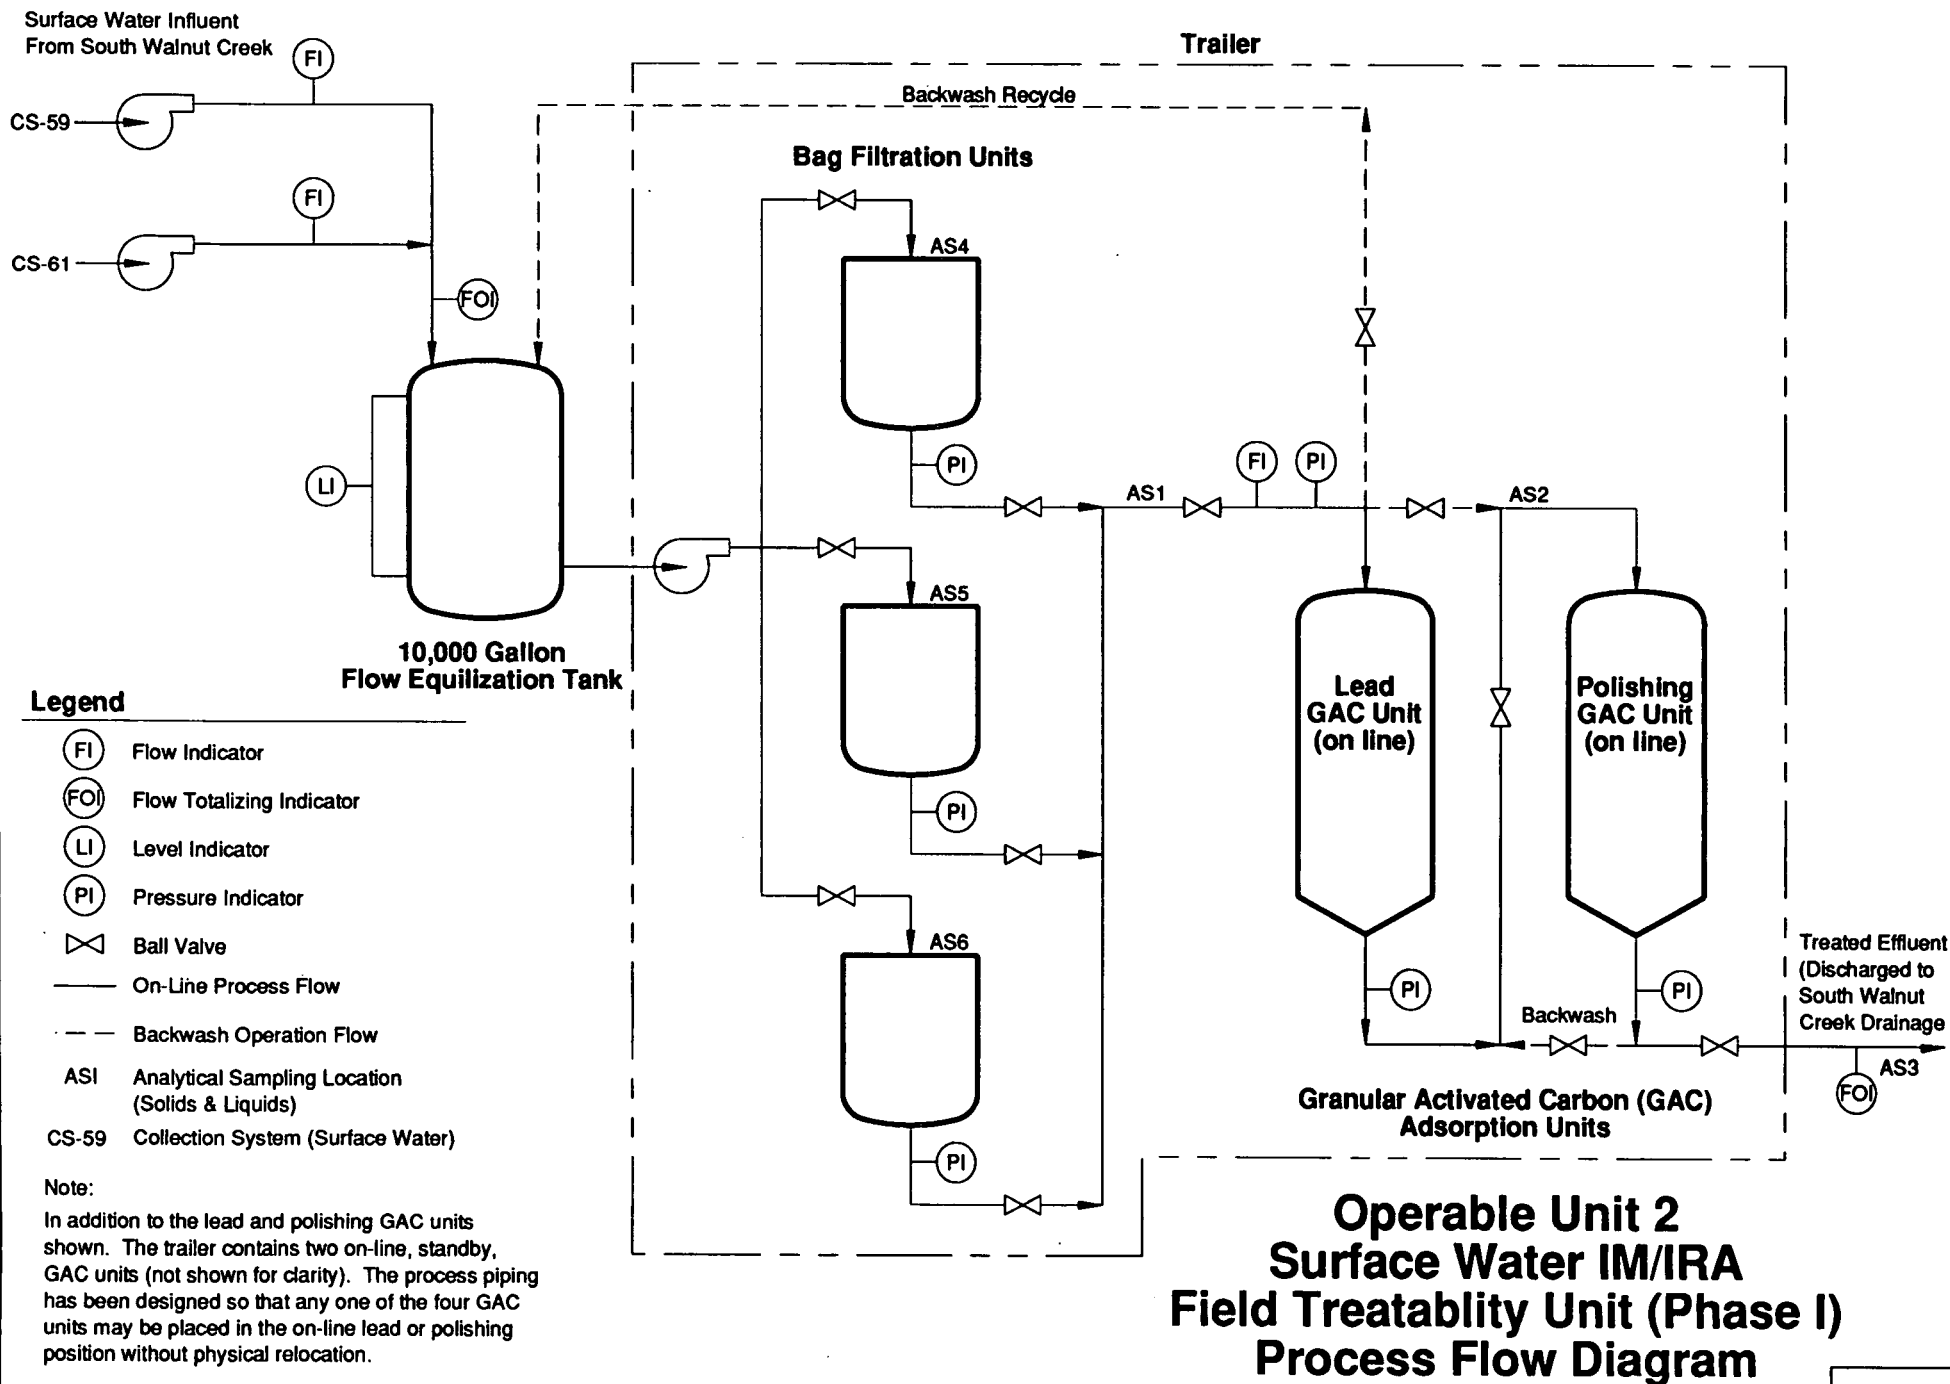 Surface Water Influent
From South Walnut Creek
FI
CS-59
FI
CS-61
FOI
LI
10,000 Gallon
Flow Equilization Tank
Trailer
Backwash Recycle
Bag Filtration Units
AS4
PI
AS5
PI
AS6
PI
AS1
FI
PI
AS2
Lead
GAC Unit
(on line)
Polishing
GAC Unit
(on line)
PI
PI
Backwash
Treated Effluent
(Discharged to
South Walnut
Creek Drainage
AS3
FOI
Granular Activated Carbon (GAC)
Adsorption Units
Legend
FI Flow Indicator
FOI Flow Totalizing Indicator
LI Level Indicator
PI Pressure Indicator
Ball Valve
On-Line Process Flow
Backwash Operation Flow
ASI Analytical Sampling Location
(Solids & Liquids)
CS-59 Collection System (Surface Water)
Note:
In addition to the lead and polishing GAC units
shown. The trailer contains two on-line, standby,
GAC units (not shown for clarity). The process piping
has been designed so that any one of the four GAC
units may be placed in the on-line lead or polishing
position without physical relocation.
Operable Unit 2
Surface Water IM/IRA
Field Treatablity Unit (Phase I)
Process Flow Diagram